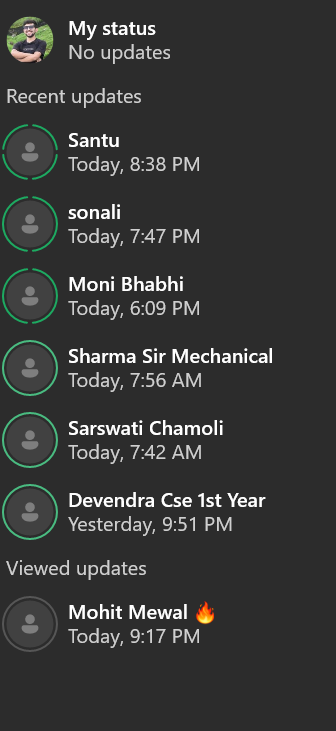 My status
No updates
Recent updates
Santu
Today, 8:38 PM
sonali
Today, 7:47 PM
Moni Bhabhi
Today, 6:09 PM
Sharma Sir Mechanical
Today, 7:56 AM
Sarswati Chamoli
Today, 7:42 AM
Devendra Cse 1st Year
Yesterday, 9:51 PM
Viewed updates
Mohit Mewal 🔥
Today, 9:17 PM